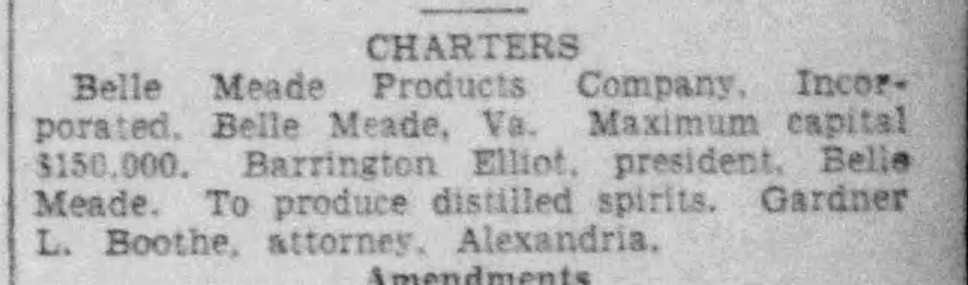 CHARTERS
Belle Meade Products Company, Incor-
porated, Belle Meade, Va. Maximum capital
$150,000. Barrington Elliot, president, Belle
Meade. To produce distilled spirits. Gardner
L. Boothe, attorney, Alexandria.
Amendments